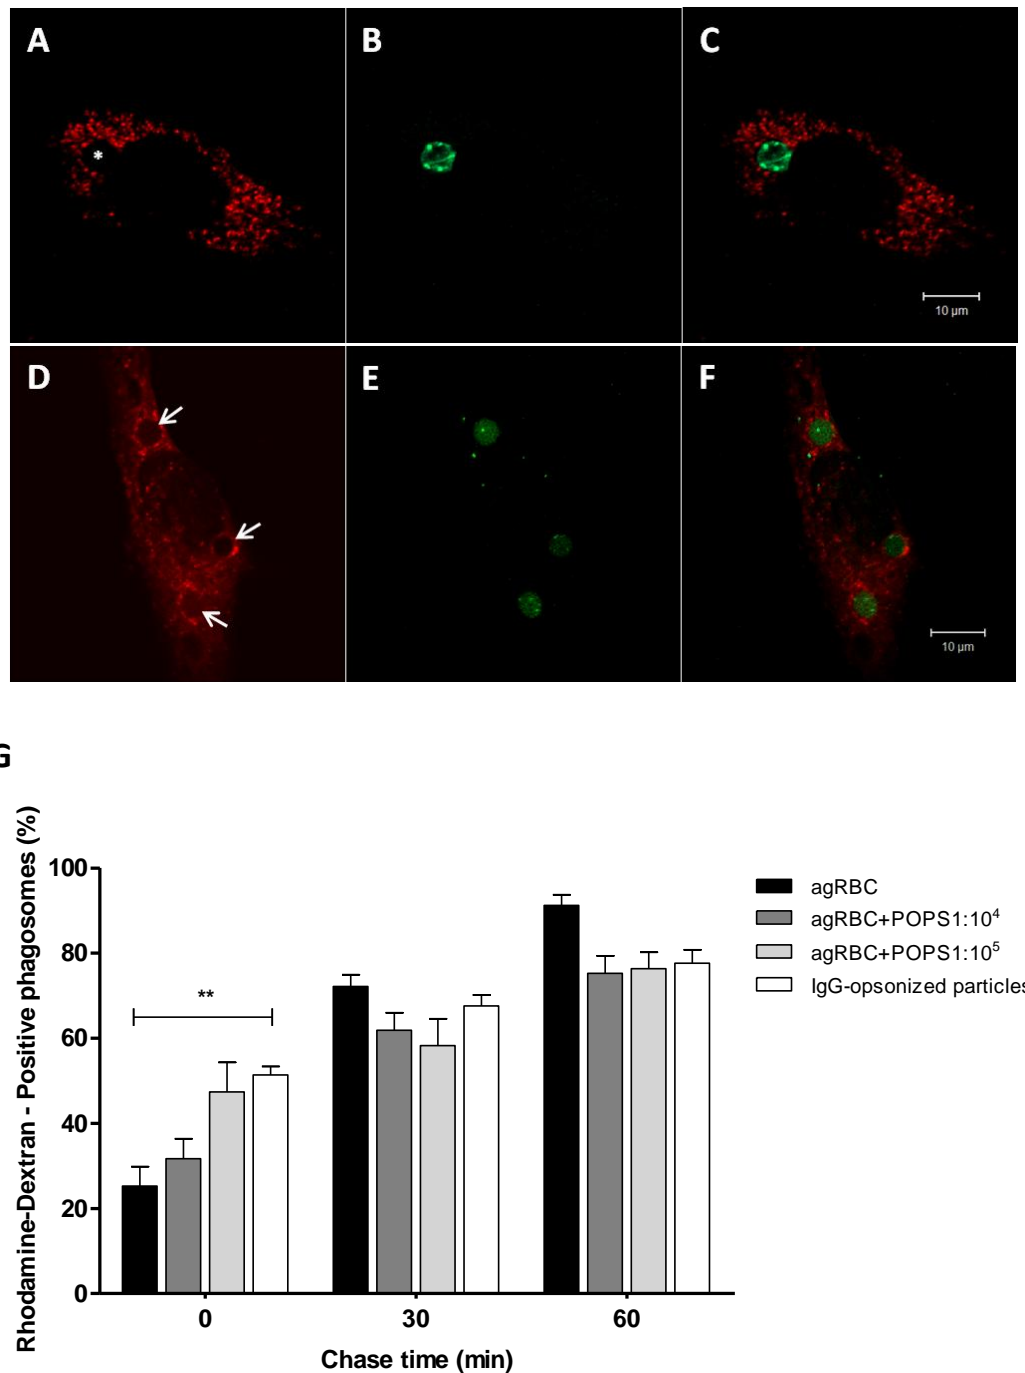 A
B
C
*
10 µm
D
E
F
10 µm
G
Rhodamine-Dextran - Positive phagosomes (%)
100
80
60
40
20
0
**
0
30
60
Chase time (min)
agRBC
agRBC+POPS1:10⁴
agRBC+POPS1:10⁵
IgG-opsonized particles